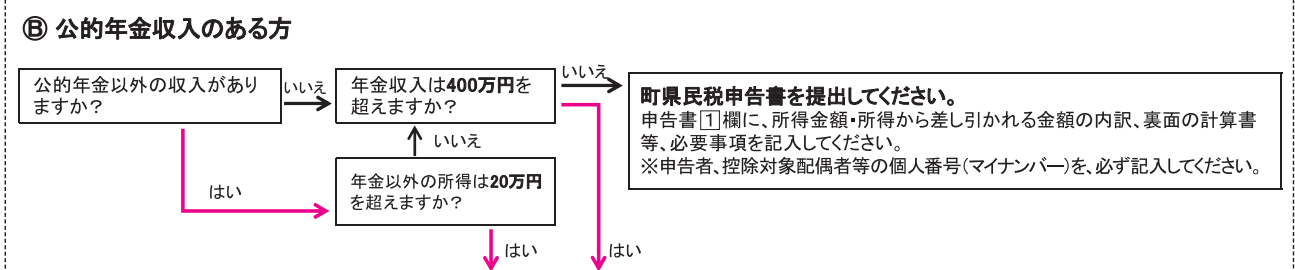 Ⓑ 公的年金収入のある方
公的年金以外の収入があり
ますか？
いいえ
年金収入は400万円を
超えますか？
いいえ
町県民税申告書を提出してください。
申告書1欄に、所得金額・所得から差し引かれる金額の内訳、裏面の計算書
等、必要事項を記入してください。
※申告者、控除対象配偶者等の個人番号(マイナンバー)を、必ず記入してください。
いいえ
はい
年金以外の所得は20万円
を超えますか？
はい
はい